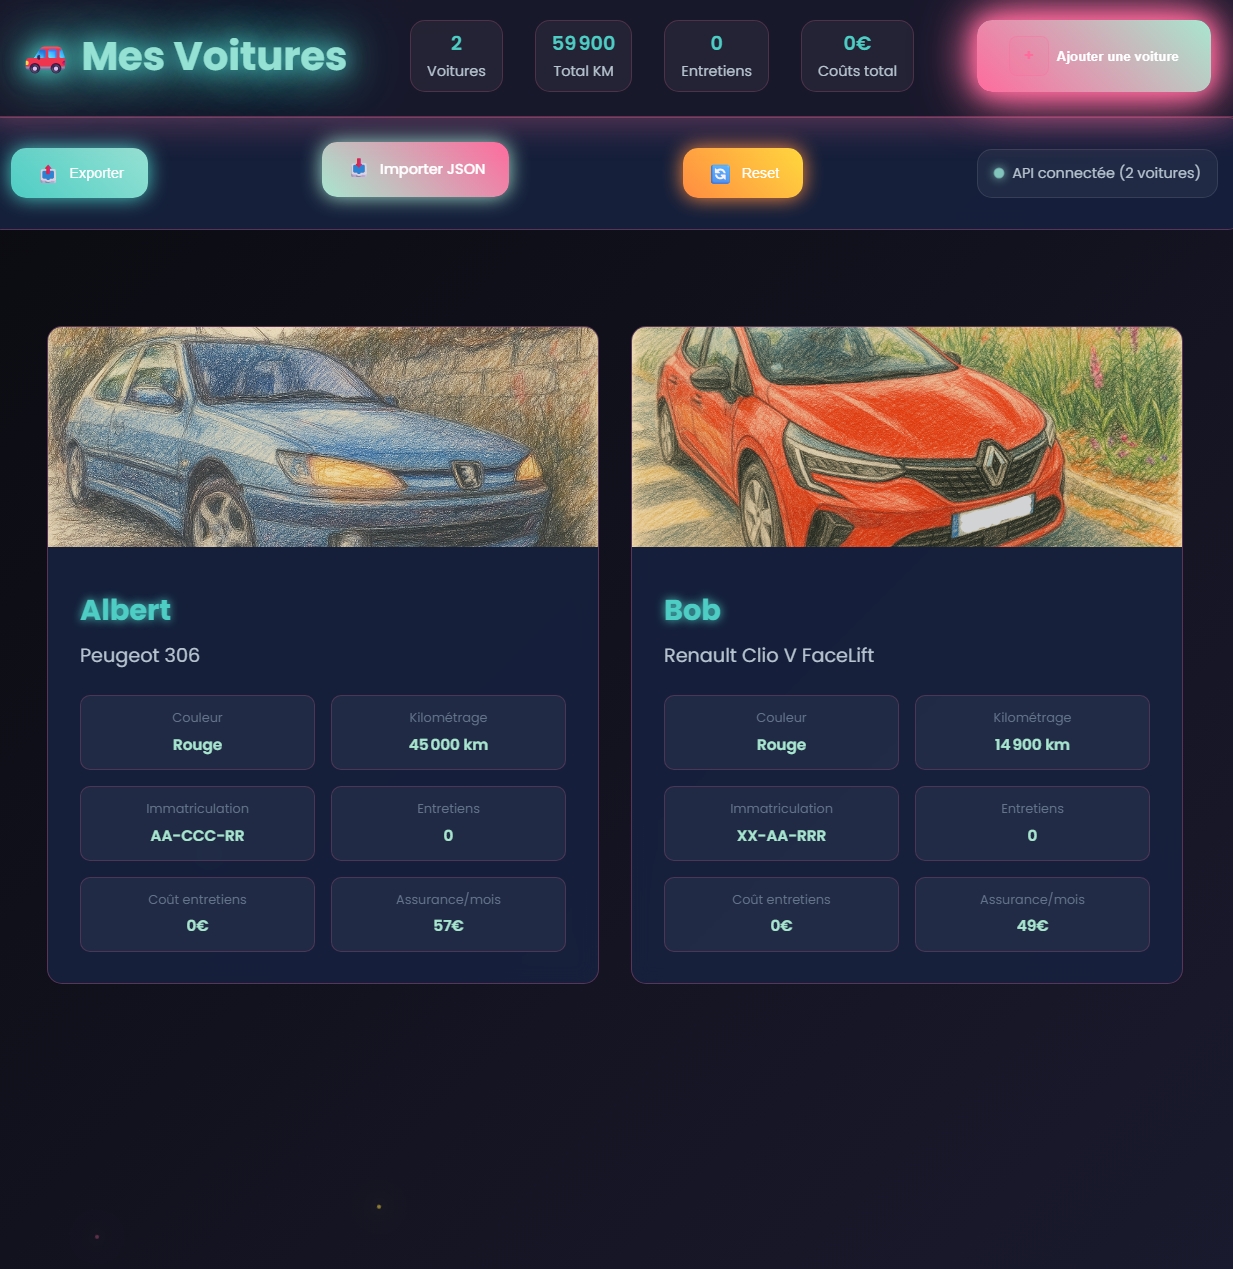 Mes Voitures
2
Voitures
59 900
Total KM
0
Entretiens
0€
Coûts total
+ Ajouter une voiture
Exporter
Importer JSON
Reset
API connectée (2 voitures)
Albert
Peugeot 306
Couleur
Rouge
Kilométrage
45 000 km
Immatriculation
AA-CCC-RR
Entretiens
0
Coût entretiens
0€
Assurance/mois
57€
Bob
Renault Clio V FaceLift
Couleur
Rouge
Kilométrage
14 900 km
Immatriculation
XX-AA-RRR
Entretiens
0
Coût entretiens
0€
Assurance/mois
49€